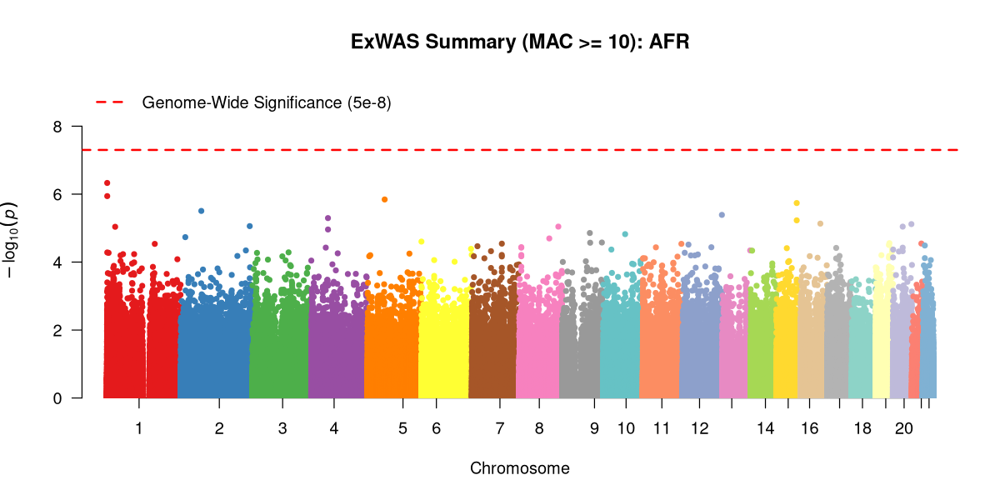 ExWAS Summary (MAC >= 10): AFR
Genome-Wide Significance (5e-8)
8
6
4
2
0
− log10(p)
1 2 3 4 5 6 7 8 9 10 11 12 14 16 18 20
Chromosome